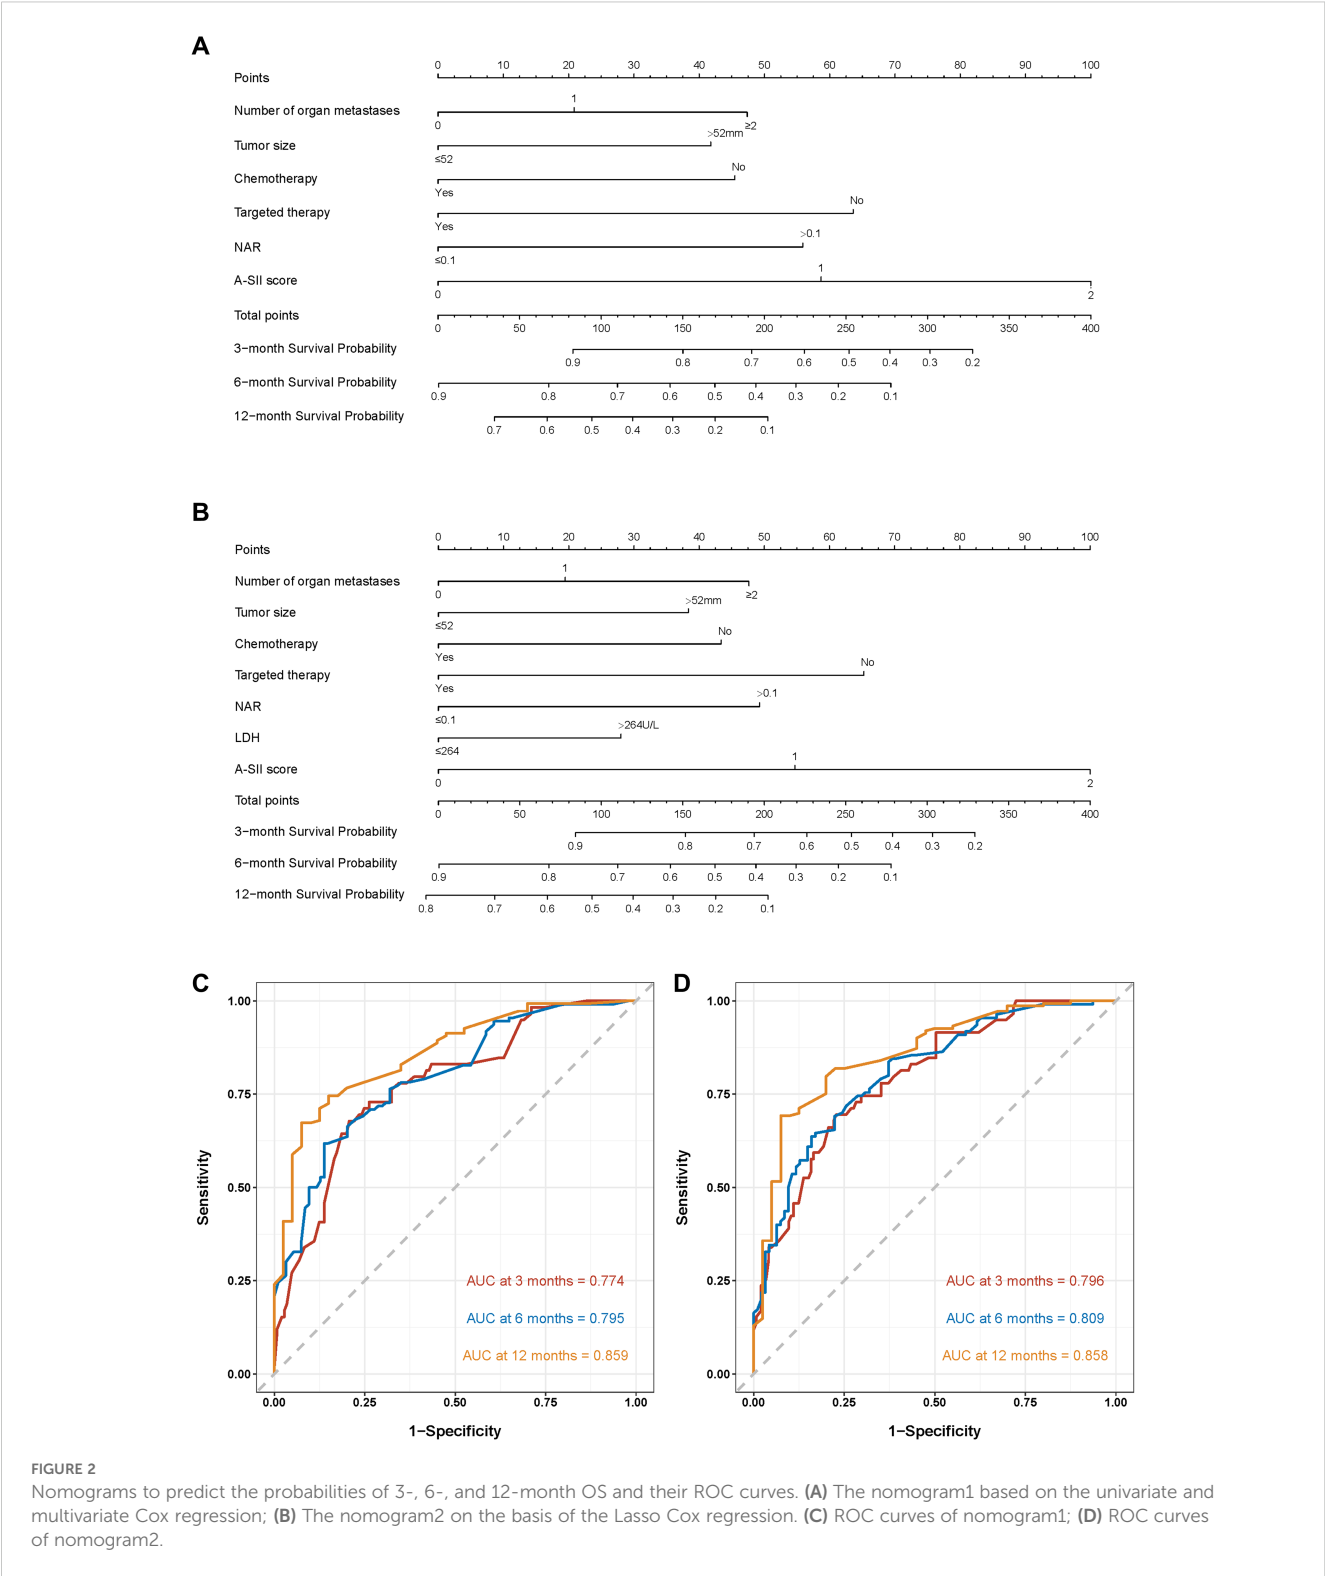 A
0 10 20 30 40 50 60 70 80 90 100
Points
1
Number of organ metastases
0 ≥2
>52mm
Tumor size
≤52
No
Chemotherapy
Yes
No
Targeted therapy
Yes
>0.1
NAR
≤0.1
1
A-SII score
0 2
Total points
0 50 100 150 200 250 300 350 400
3−month Survival Probability
0.9 0.8 0.7 0.6 0.5 0.4 0.3 0.2
6−month Survival Probability
0.9 0.8 0.7 0.6 0.5 0.4 0.3 0.2 0.1
12−month Survival Probability
0.7 0.6 0.5 0.4 0.3 0.2 0.1
B
0 10 20 30 40 50 60 70 80 90 100
Points
1
Number of organ metastases
0 ≥2
>52mm
Tumor size
≤52
No
Chemotherapy
Yes
No
Targeted therapy
Yes
>0.1
NAR
≤0.1
>264U/L
LDH
≤264
1
A-SII score
0 2
Total points
0 50 100 150 200 250 300 350 400
3−month Survival Probability
0.9 0.8 0.7 0.6 0.5 0.4 0.3 0.2
6−month Survival Probability
0.9 0.8 0.7 0.6 0.5 0.4 0.3 0.2 0.1
12−month Survival Probability
0.8 0.7 0.6 0.5 0.4 0.3 0.2 0.1
C
1.00
0.75
0.50
0.25
0.00
Sensitivity
AUC at 3 months = 0.774
AUC at 6 months = 0.795
AUC at 12 months = 0.859
0.00 0.25 0.50 0.75 1.00
1−Specificity
D
1.00
0.75
0.50
0.25
0.00
Sensitivity
AUC at 3 months = 0.796
AUC at 6 months = 0.809
AUC at 12 months = 0.858
0.00 0.25 0.50 0.75 1.00
1−Specificity
FIGURE 2
Nomograms to predict the probabilities of 3-, 6-, and 12-month OS and their ROC curves. (A) The nomogram1 based on the univariate and
multivariate Cox regression; (B) The nomogram2 on the basis of the Lasso Cox regression. (C) ROC curves of nomogram1; (D) ROC curves
of nomogram2.